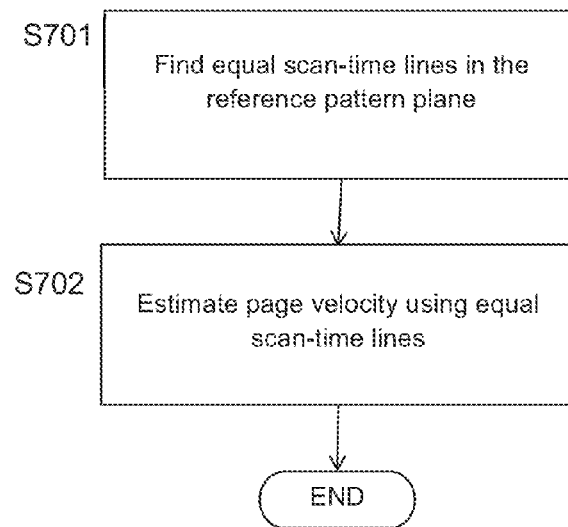 S701
Find equal scan-time lines in the
reference pattern plane
S702
Estimate page velocity using equal
scan-time lines
END